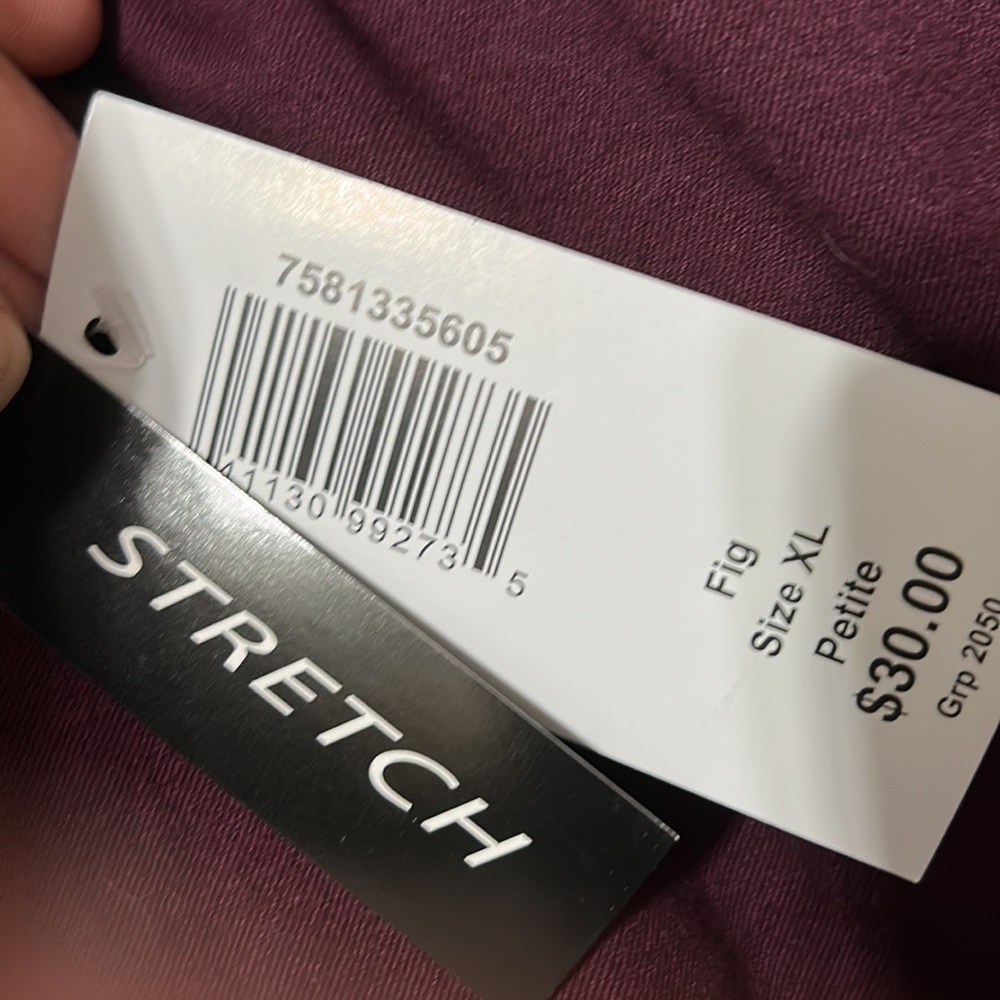 7581335605
41130 99273 5
Fig
Size XL
Petite
$30.00
Grp 2050
STRETCH